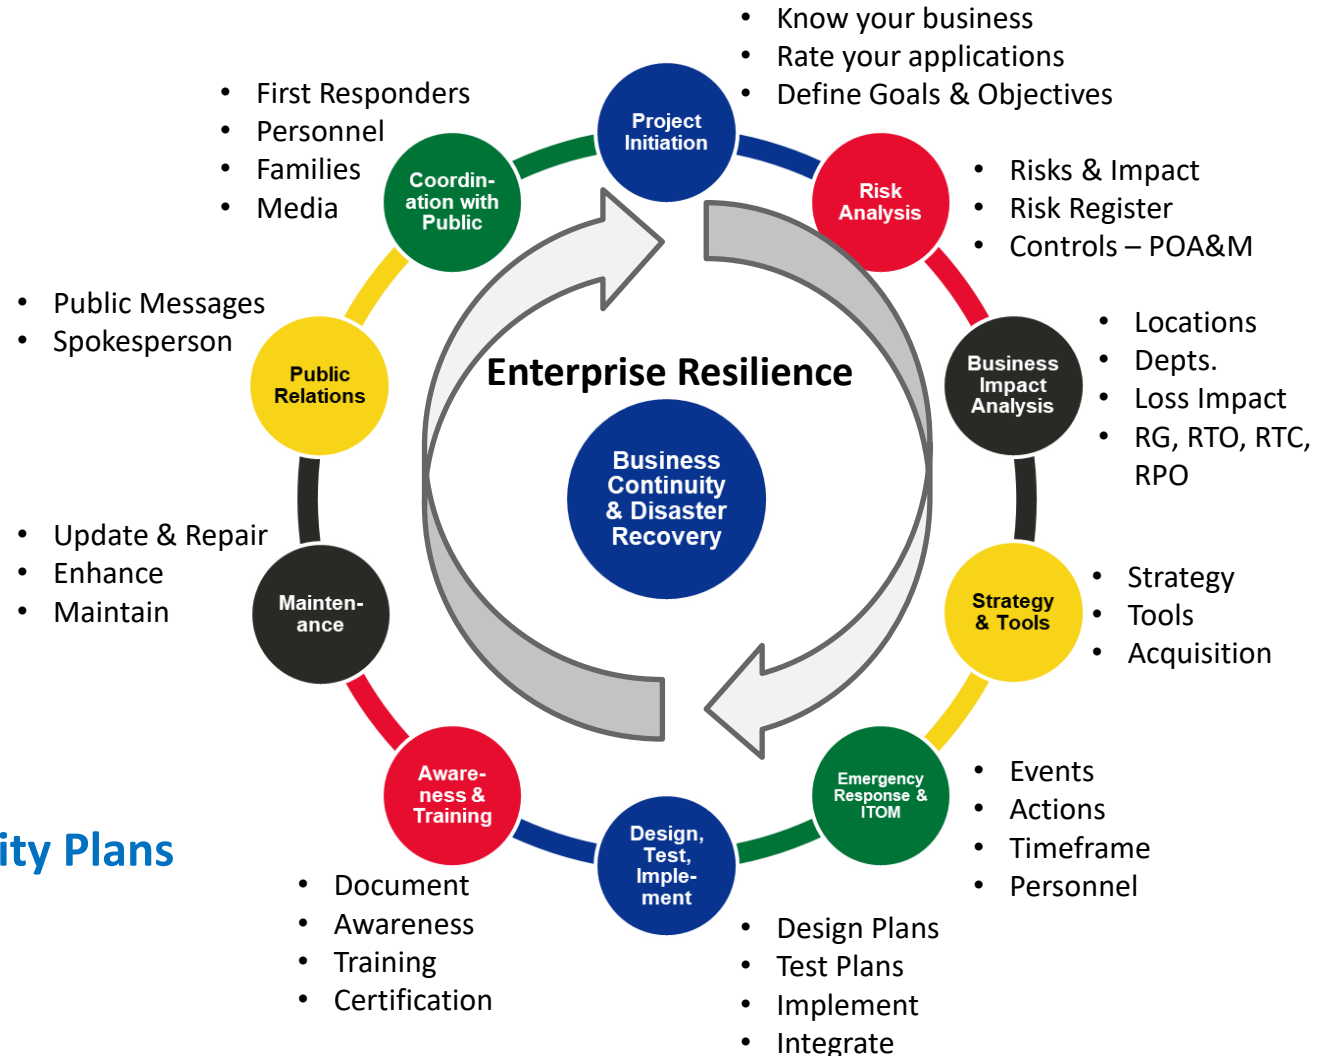 • Know your business
• Rate your applications
• Define Goals & Objectives
Project
Initiation
• Risks & Impact
• Risk Register
• Controls – POA&M
Risk
Analysis
• Locations
• Depts.
• Loss Impact
• RG, RTO, RTC,
RPO
Business
Impact
Analysis
• Strategy
• Tools
• Acquisition
Strategy
& Tools
• Events
• Actions
• Timeframe
• Personnel
Emergency
Response &
ITOM
• Design Plans
• Test Plans
• Implement
• Integrate
Design,
Test,
Imple-
ment
• Document
• Awareness
• Training
• Certification
Aware-
ness &
Training
• Update & Repair
• Enhance
• Maintain
Mainten-
ance
• Public Messages
• Spokesperson
Public
Relations
• First Responders
• Personnel
• Families
• Media
Coordin-
ation with
Public
Enterprise Resilience
Business
Continuity
& Disaster
Recovery
ity Plans